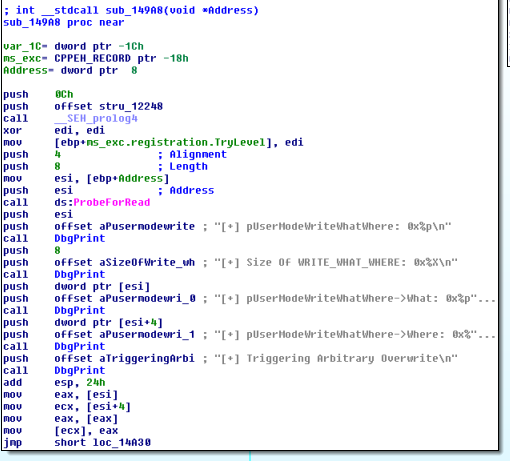 ; int __stdcall sub_149A8(void *Address)
sub_149A8 proc near
var_1C= dword ptr -1Ch
ms_exc= CPPEH_RECORD ptr -18h
Address= dword ptr  8
push    0Ch
push    offset stru_12248
call    __SEH_prolog4
xor     edi, edi
mov     [ebp+ms_exc.registration.TryLevel], edi
push    4               ; Alignment
push    8               ; Length
mov     esi, [ebp+Address]
push    esi             ; Address
call    ds:ProbeForRead
push    esi
push    offset aPusermodewrite ; "[+] pUserModeWriteWhatWhere: 0x%p\n"
call    DbgPrint
push    8
push    offset aSizeOfWrite_wh ; "[+] Size Of WRITE_WHAT_WHERE: 0x%X\n"
call    DbgPrint
push    dword ptr [esi]
push    offset aPusermodewri_0 ; "[+] pUserModeWriteWhatWhere->What: 0x%p"...
call    DbgPrint
push    dword ptr [esi+4]
push    offset aPusermodewri_1 ; "[+] pUserModeWriteWhatWhere->Where: 0x%"...
call    DbgPrint
push    offset aTriggeringArbi ; "[+] Triggering Arbitrary Overwrite\n"
call    DbgPrint
add     esp, 24h
mov     eax, [esi]
mov     ecx, [esi+4]
mov     eax, [eax]
mov     [ecx], eax
jmp     short loc_14A30